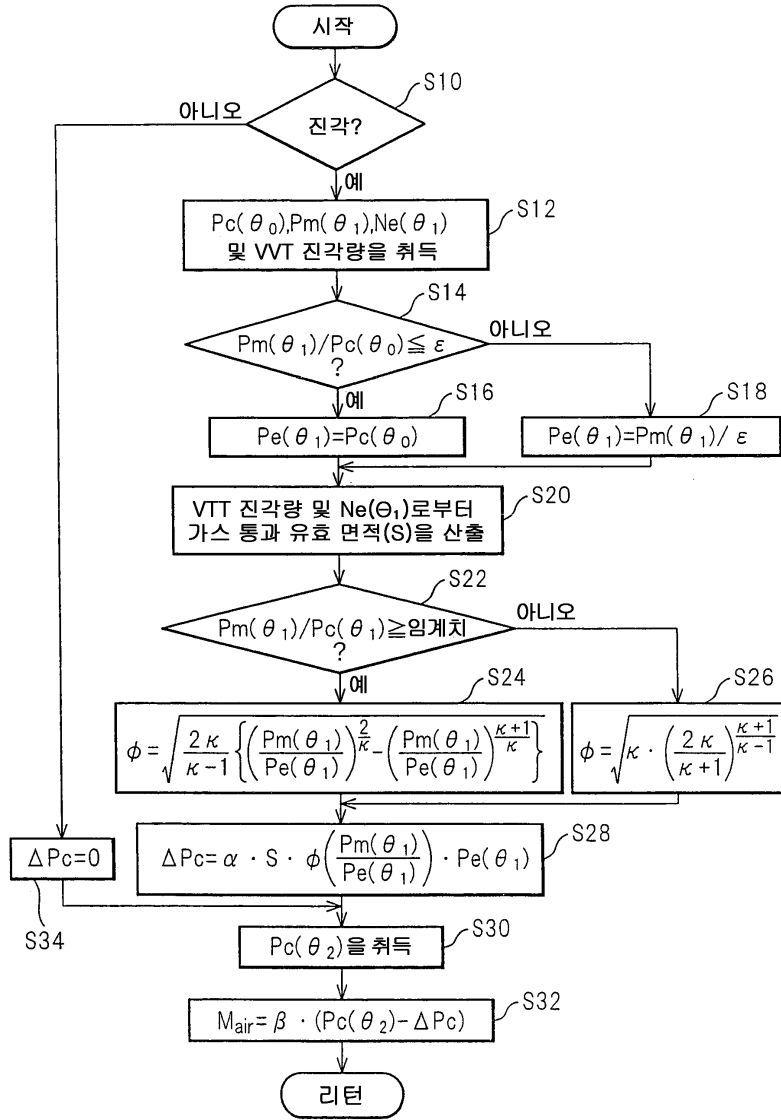 시작
S10
아니오
진각?
예
S12
Pc(θ₀),Pm(θ₁),Ne(θ₁)
및 VVT 진각량을 취득
S14
아니오
Pm(θ₁)/Pc(θ₀)≦ ε
?
예
S16
S18
Pe(θ₁)=Pc(θ₀)
Pe(θ₁)=Pm(θ₁)/ ε
S20
VTT 진각량 및 Ne(Θ₁)로부터
가스 통과 유효 면적(S)을 산출
S22
아니오
Pm(θ₁)/Pc(θ₁)≧임계치
?
예
S24
S26
φ=√(2κ/(κ-1){(Pm(θ₁)/Pe(θ₁))^(2/κ)-(Pm(θ₁)/Pe(θ₁))^((κ+1)/κ)})
φ=√(κ・(2κ/(κ+1))^((κ+1)/(κ-1)))
S28
ΔPc=0
ΔPc=α・S・φ(Pm(θ₁)/Pe(θ₁))・Pe(θ₁)
S34
S30
Pc(θ₂)을 취득
S32
Mair=β・(Pc(θ₂)-ΔPc)
리턴